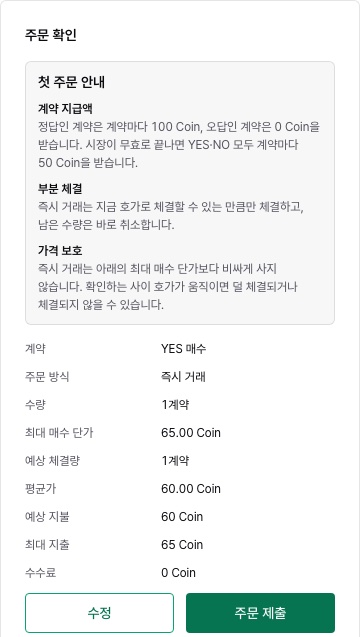 주문 확인
첫 주문 안내
계약 지급액
정답인 계약은 계약마다 100 Coin, 오답인 계약은 0 Coin을
받습니다. 시장이 무효로 끝나면 YES·NO 모두 계약마다
50 Coin을 받습니다.
부분 체결
즉시 거래는 지금 호가로 체결할 수 있는 만큼만 체결하고,
남은 수량은 바로 취소합니다.
가격 보호
즉시 거래는 아래의 최대 매수 단가보다 비싸게 사지
않습니다. 확인하는 사이 호가가 움직이면 덜 체결되거나
체결되지 않을 수 있습니다.
계약 YES 매수
주문 방식 즉시 거래
수량 1계약
최대 매수 단가 65.00 Coin
예상 체결량 1계약
평균가 60.00 Coin
예상 지불 60 Coin
최대 지출 65 Coin
수수료 0 Coin
수정 주문 제출